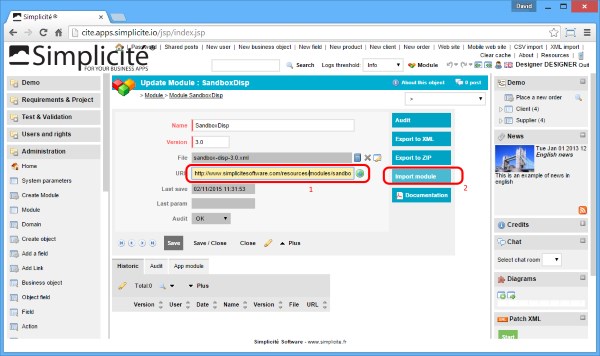 David
Simplicité®
cite.apps.simplicite.io/jsp/index.jsp
Simplicité®
FOR YOUR BUSINESS APPS
Password Shared posts New user New business object New field New product New client New order Web site Mobile web site CSV import XML import
Clear cache Resources
Search Logs threshold: Info Module Designer DESIGNER Quit
Demo
Requirements & Project
Test & Validation
Users and rights
Administration
Home
System parameters
Create Module
Module
Domain
Create object
Add a field
Add Link
Business object
Object field
Field
Action
Update Module : SandboxDisp
About this object 0 post
> Module > Module SandboxDisp
>
Name SandboxDisp
Version 3.0
File sandbox-disp-3.0.xml
URL http://www.simplicitesoftware.com/resources/modules/sandbo
1
Last save 02/11/2015 11:31:53
Last param
Audit OK
Audit
Export to XML
Export to ZIP
Import module
2
Documentation
Save Save / Close Close Plus
Historic Audit App module
Total:0 Plus
Version User Date Name Version File URL
Demo
Place a new order
Client (4)
Supplier (4)
News
Tue Jan 01 2013 12
English news
This is an example of news in english
Credits
Chat
Select chat room
Diagrams
Patch XML
Start
Simplicité Software - www.simplicite.fr